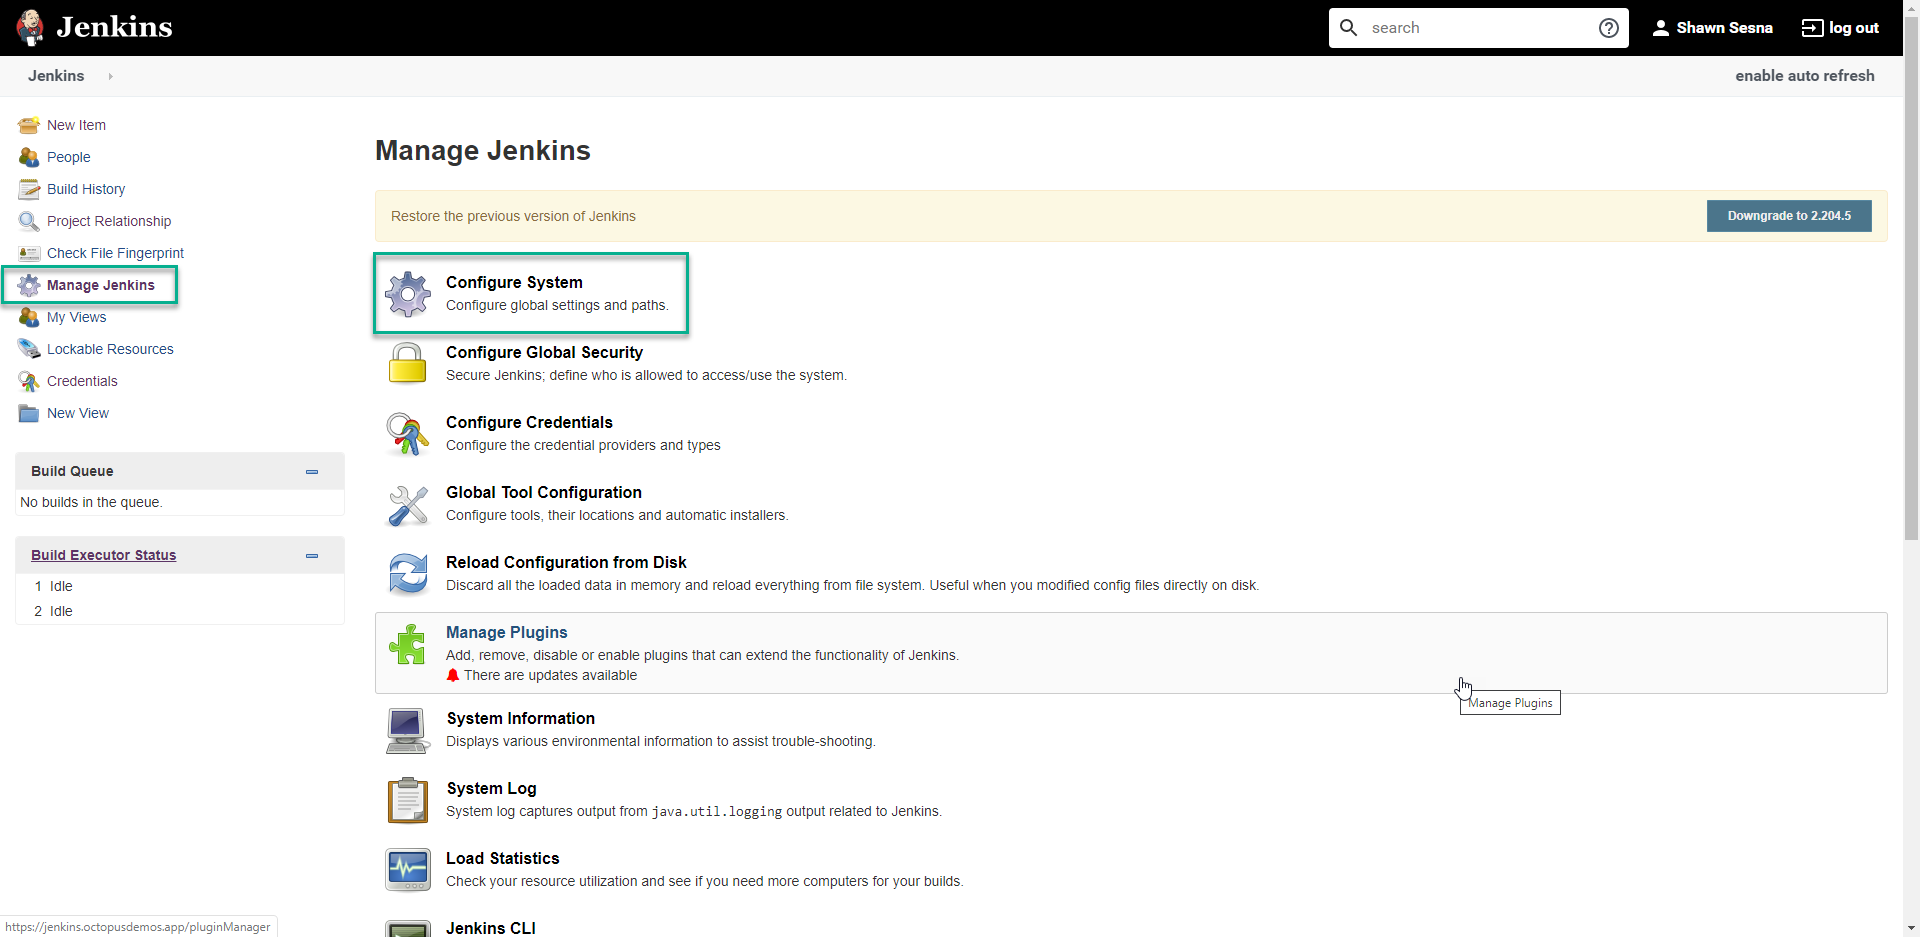 Jenkins
search
Shawn Sesna
log out
Jenkins
enable auto refresh
New Item
People
Build History
Project Relationship
Check File Fingerprint
Manage Jenkins
My Views
Lockable Resources
Credentials
New View
Build Queue
No builds in the queue.
Build Executor Status
1 Idle
2 Idle
Manage Jenkins
Restore the previous version of Jenkins
Downgrade to 2.204.5
Configure System
Configure global settings and paths.
Configure Global Security
Secure Jenkins; define who is allowed to access/use the system.
Configure Credentials
Configure the credential providers and types
Global Tool Configuration
Configure tools, their locations and automatic installers.
Reload Configuration from Disk
Discard all the loaded data in memory and reload everything from file system. Useful when you modified config files directly on disk.
Manage Plugins
Add, remove, disable or enable plugins that can extend the functionality of Jenkins.
There are updates available
Manage Plugins
System Information
Displays various environmental information to assist trouble-shooting.
System Log
System log captures output from java.util.logging output related to Jenkins.
Load Statistics
Check your resource utilization and see if you need more computers for your builds.
Jenkins CLI
https://jenkins.octopusdemos.app/pluginManager